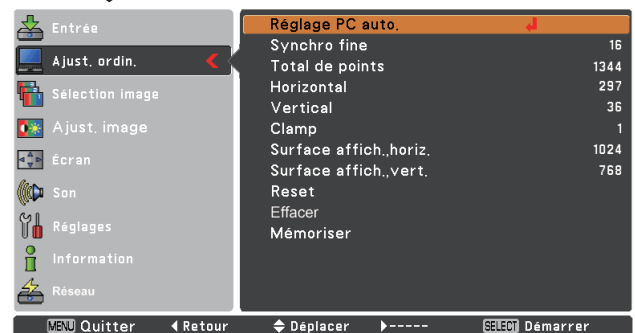 Entrée
Ajust. ordin.
Sélection image
Ajust. image
Écran
Son
Réglages
Information
Réseau
Réglage PC auto.
Synchro fine 16
Total de points 1344
Horizontal 297
Vertical 36
Clamp 1
Surface affich.,horiz. 1024
Surface affich.,vert. 768
Reset
Effacer
Mémoriser
MENU Quitter Retour Déplacer ----- SELECT Démarrer